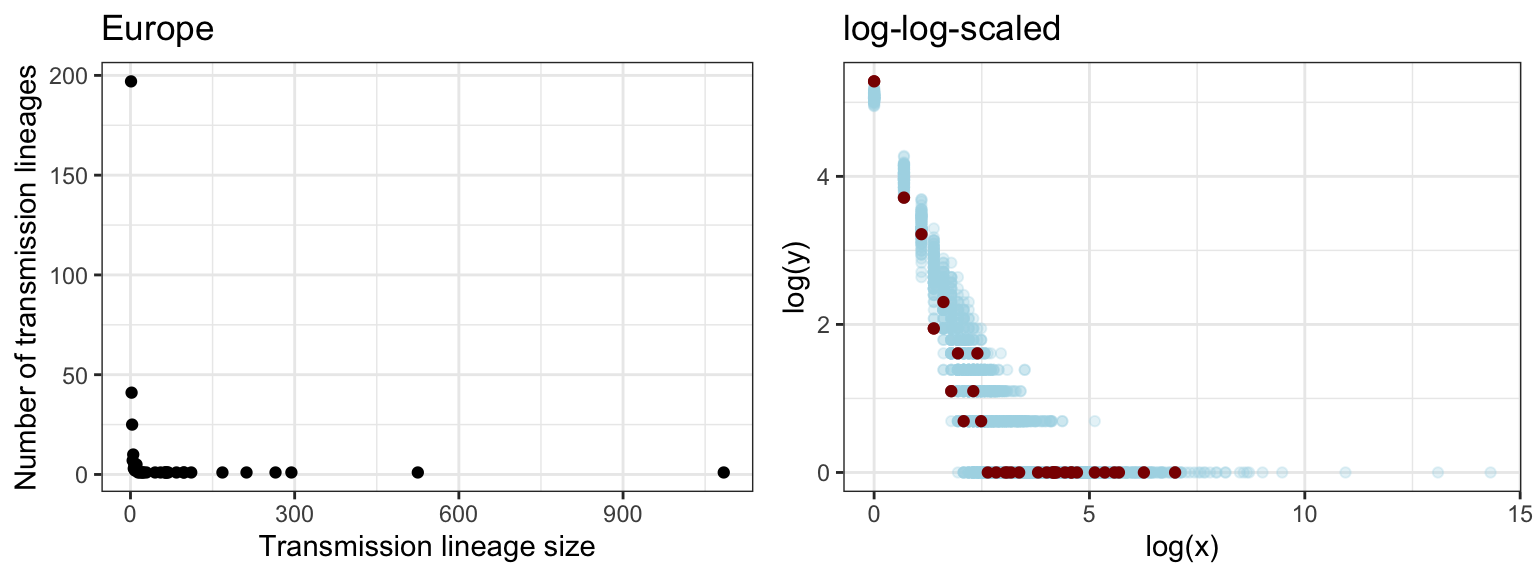 Europe
Number of transmission lineages
200
150
100
50
0
0 300 600 900
Transmission lineage size
log-log-scaled
log(y)
4
2
0
0 5 10 15
log(x)